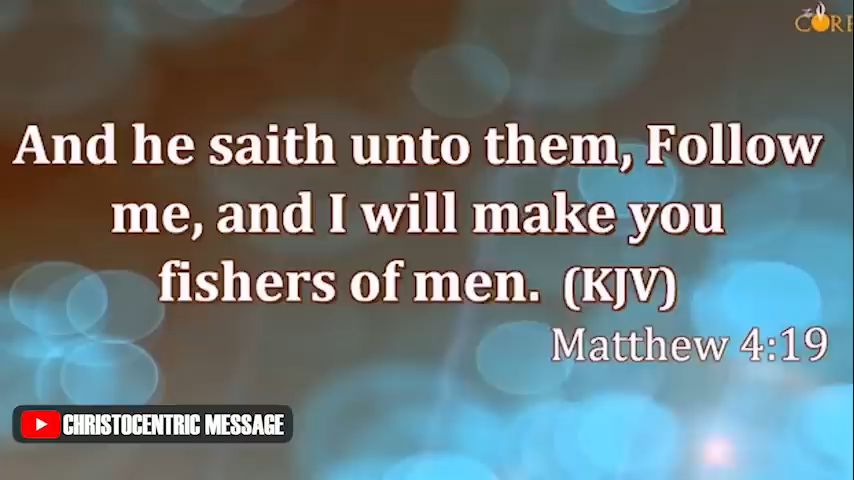 And he saith unto them, Follow
me, and I will make you
fishers of men. (KJV)
Matthew 4:19
CHRISTOCENTRIC MESSAGE